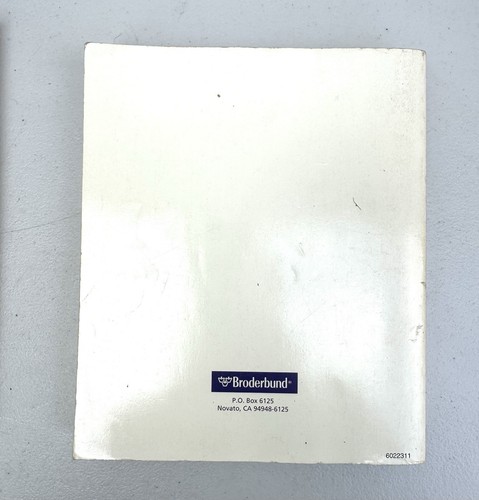 Broderbund®
P.O. Box 6125
Novato, CA 94948-6125
6022311